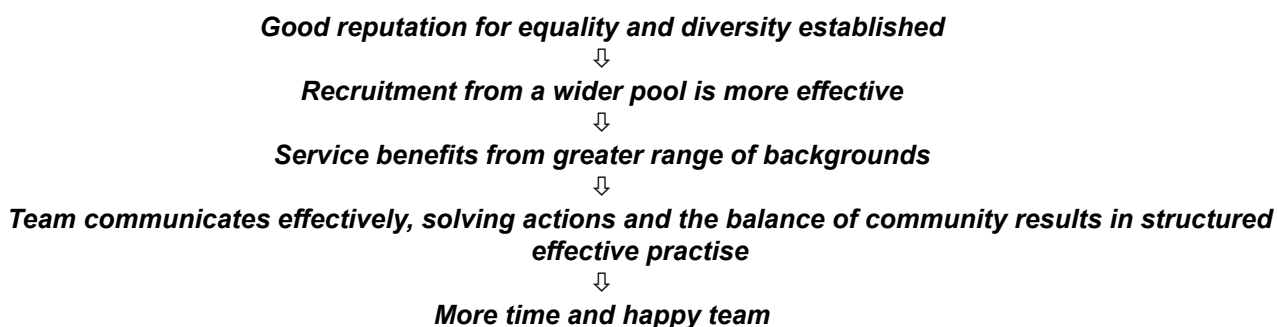 Good reputation for equality and diversity established
⇩
Recruitment from a wider pool is more effective
⇩
Service benefits from greater range of backgrounds
⇩
Team communicates effectively, solving actions and the balance of community results in structured
effective practise
⇩
More time and happy team